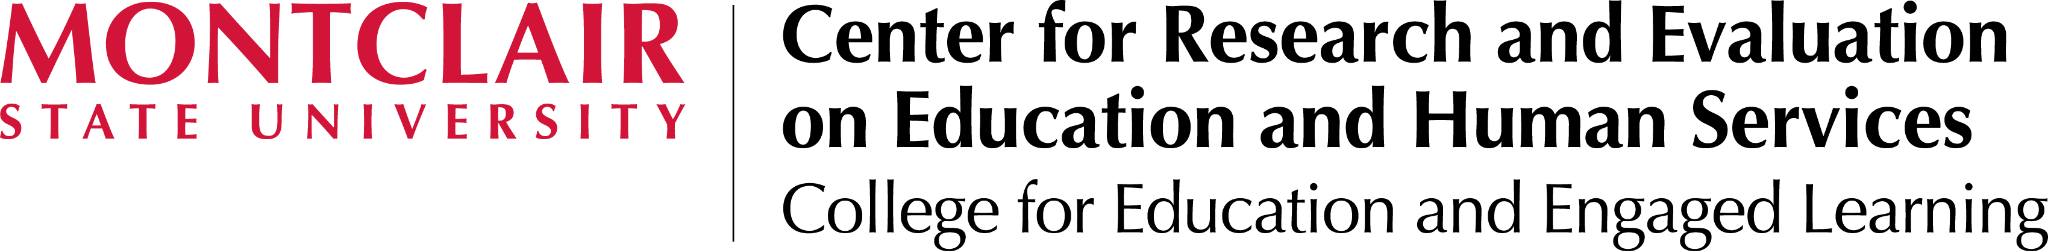 MONTCLAIR
STATE UNIVERSITY
Center for Research and Evaluation
on Education and Human Services
College for Education and Engaged Learning